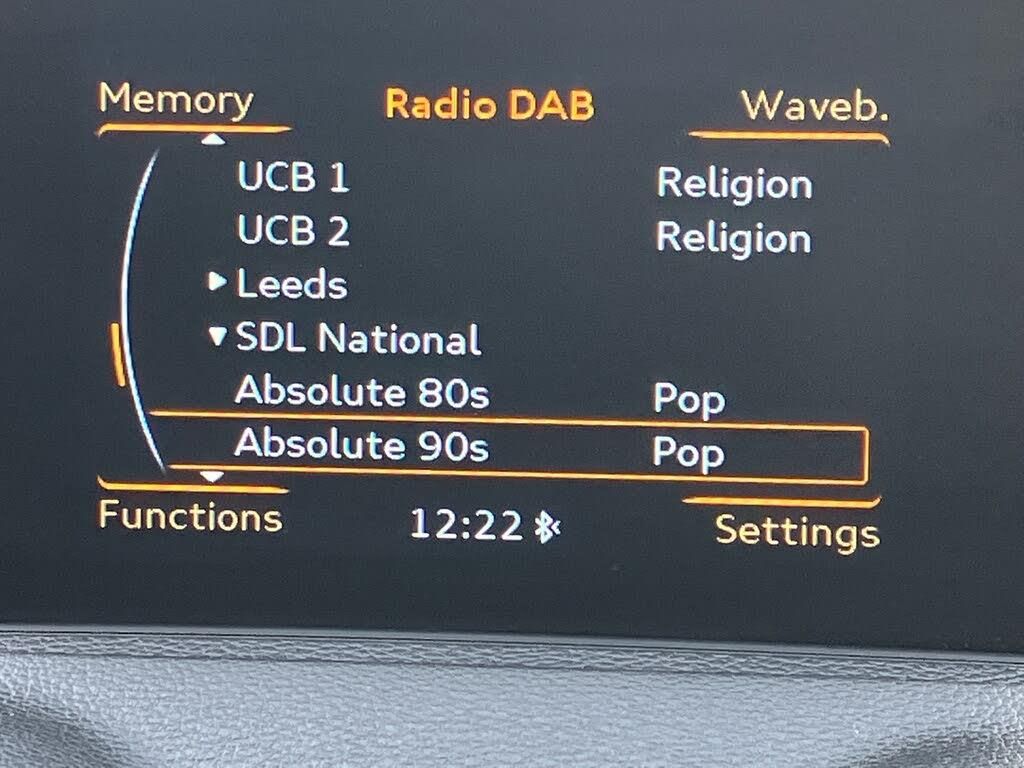 Memory Radio DAB Waveb.
UCB 1 Religion
UCB 2 Religion
Leeds
SDL National
Absolute 80s Pop
Absolute 90s Pop
Functions 12:22 Settings